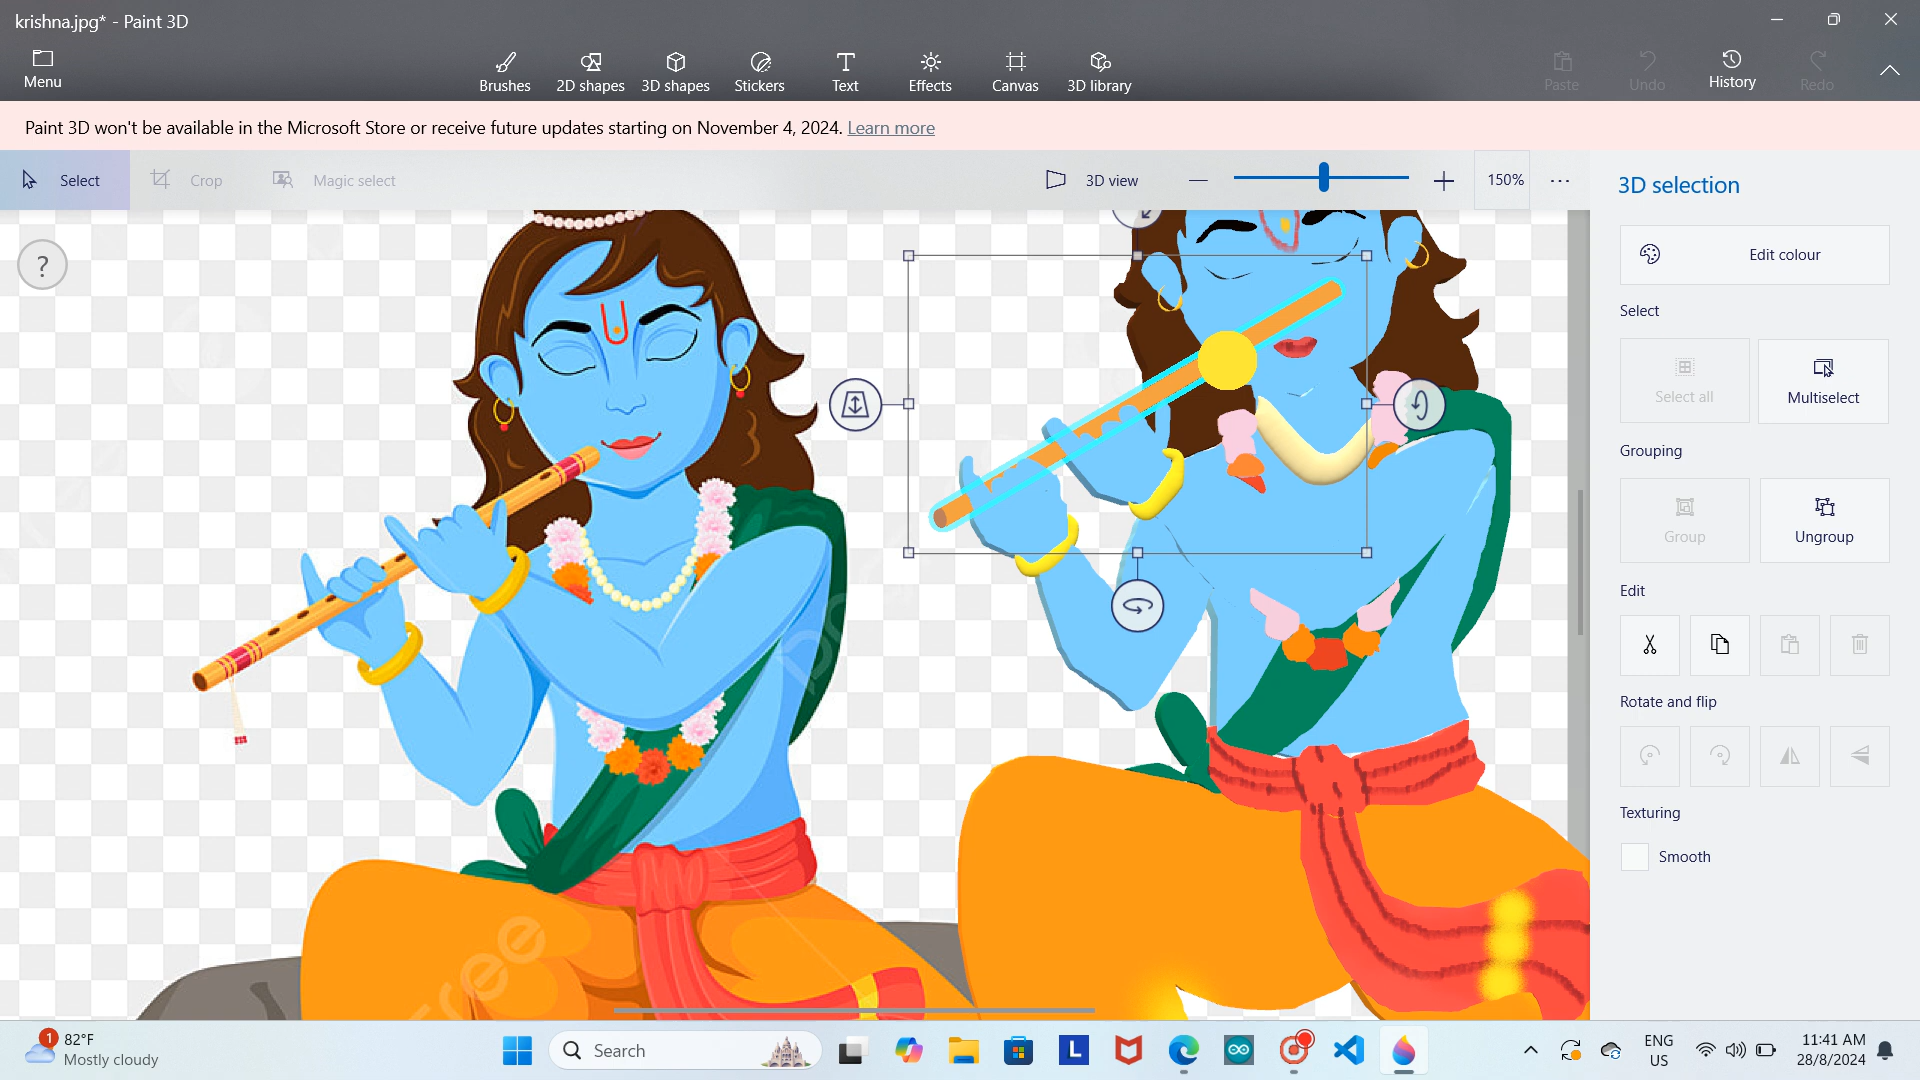 krishna.jpg* - Paint 3D
Menu
Brushes
2D shapes
3D shapes
Stickers
Text
Effects
Canvas
3D library
Paste
Undo
History
Redo
Paint 3D won't be available in the Microsoft Store or receive future updates starting on November 4, 2024. Learn more
Select
Crop
Magic select
3D view
150%
3D selection
?
Edit colour
Select
Select all
Multiselect
Grouping
Group
Ungroup
Edit
Rotate and flip
Texturing
Smooth
free
1
82°F
Mostly cloudy
Search
L
ENG
US
11:41 AM
28/8/2024